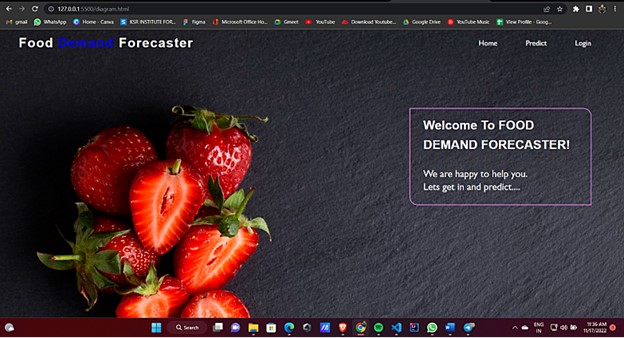 127.0.0.1:5500/diagram.html
gmail WhatsApp Home - Canva KSR INSTITUTE FOR... Figma Microsoft Office Ho... Gmeet YouTube Download Youtube... Google Drive YouTube Music View Profile - Goog...
Food Demand Forecaster
Home Predict Login
Welcome To FOOD
DEMAND FORECASTER!
We are happy to help you.
Lets get in and predict....
Search
ENG
IN
11:36 AM
11/17/2022